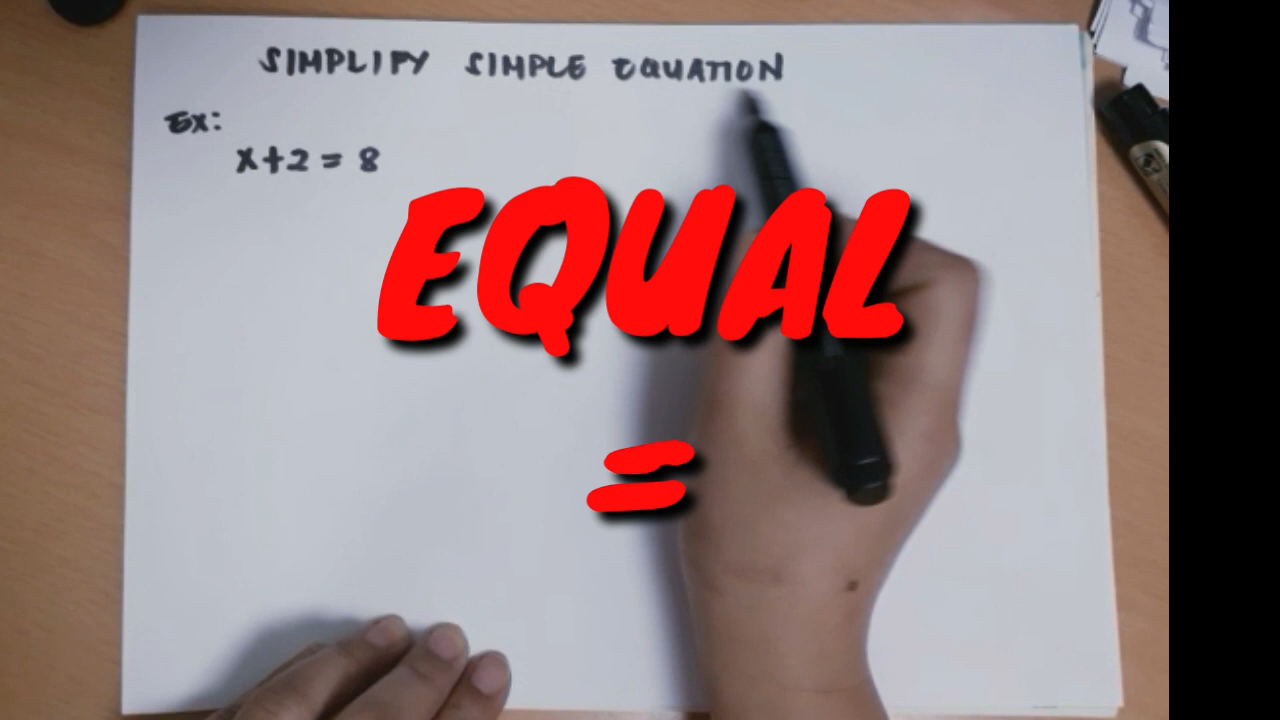 SIMPLIFY SIMPLE EQUATION
Ex:
x+2=8
EQUAL
=